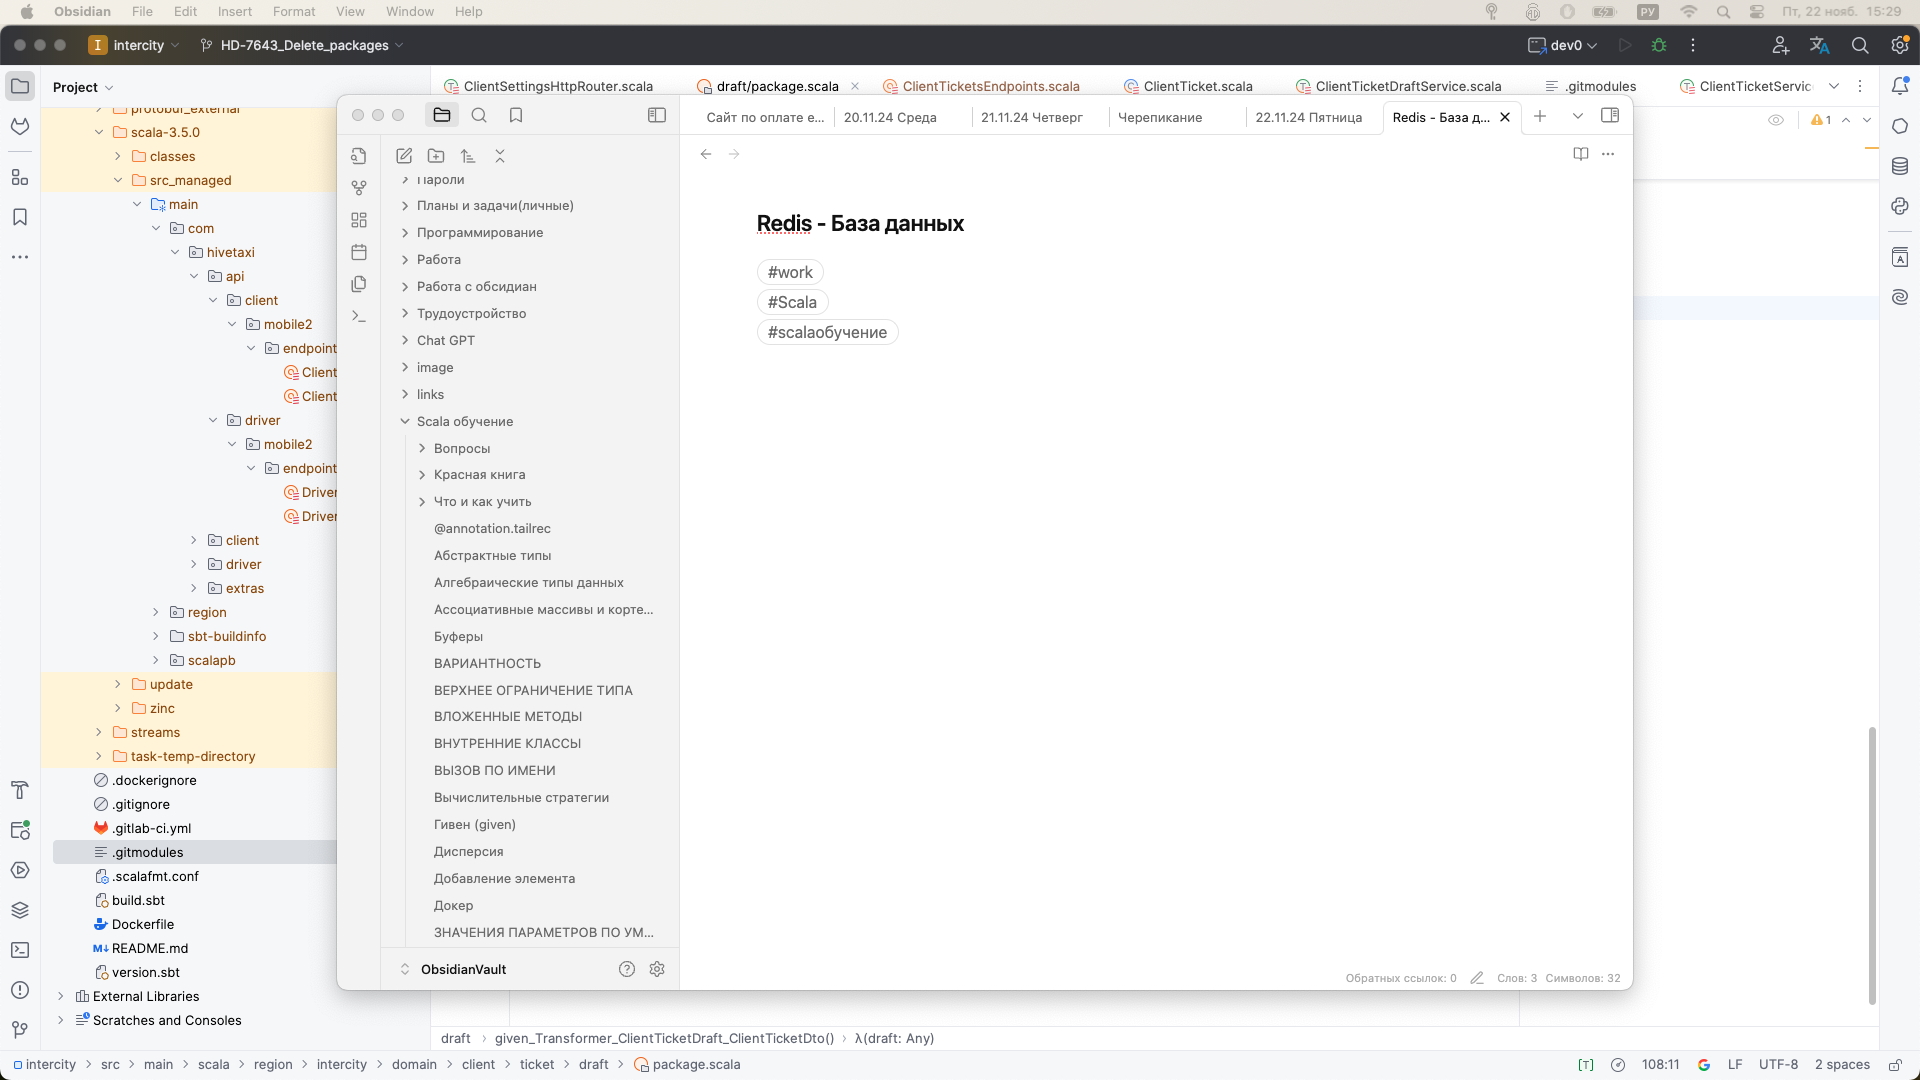 Obsidian File Edit Insert Format View Window Help РУ Пт, 22 нояб. 15:29
I intercity HD-7643_Delete_packages dev0
Project
ClientSettingsHttpRouter.scala draft/package.scala ClientTicketsEndpoints.scala ClientTicket.scala ClientTicketDraftService.scala .gitmodules ClientTicketServic
protobuf_external
scala-3.5.0
classes
src_managed
main
com
hivetaxi
api
client
mobile2
endpoint
Client
Client
driver
mobile2
endpoint
Driver
Driver
client
driver
extras
region
sbt-buildinfo
scalapb
update
zinc
streams
task-temp-directory
.dockerignore
.gitignore
.gitlab-ci.yml
.gitmodules
.scalafmt.conf
build.sbt
Dockerfile
README.md
version.sbt
External Libraries
Scratches and Consoles
Сайт по оплате е... 20.11.24 Среда 21.11.24 Четверг Черепикание 22.11.24 Пятница Redis - База д...
1
Пароли
Планы и задачи(личные)
Программирование
Работа
Работа с обсидиан
Трудоустройство
Chat GPT
image
links
Scala обучение
Вопросы
Красная книга
Что и как учить
@annotation.tailrec
Абстрактные типы
Алгебраические типы данных
Ассоциативные массивы и корте...
Буферы
ВАРИАНТНОСТЬ
ВЕРХНЕЕ ОГРАНИЧЕНИЕ ТИПА
ВЛОЖЕННЫЕ МЕТОДЫ
ВНУТРЕННИЕ КЛАССЫ
ВЫЗОВ ПО ИМЕНИ
Вычислительные стратегии
Гивен (given)
Дисперсия
Добавление элемента
Докер
ЗНАЧЕНИЯ ПАРАМЕТРОВ ПО УМ...
ObsidianVault
Redis - База данных
#work
#Scala
#scalaобучение
Обратных ссылок: 0 Слов: 3 Символов: 32
draft given_Transformer_ClientTicketDraft_ClientTicketDto() λ(draft: Any)
intercity src main scala region intercity domain client ticket draft package.scala [T] 108:11 LF UTF-8 2 spaces